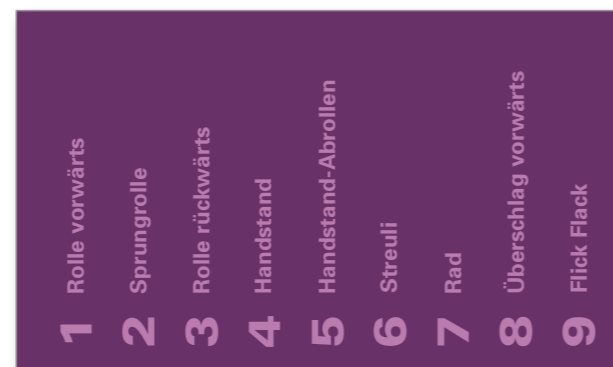 1 Rolle vorwärts
2 Sprungrolle
3 Rolle rückwärts
4 Handstand
5 Handstand-Abrollen
6 Streuli
7 Rad
8 Überschlag vorwärts
9 Flick Flack